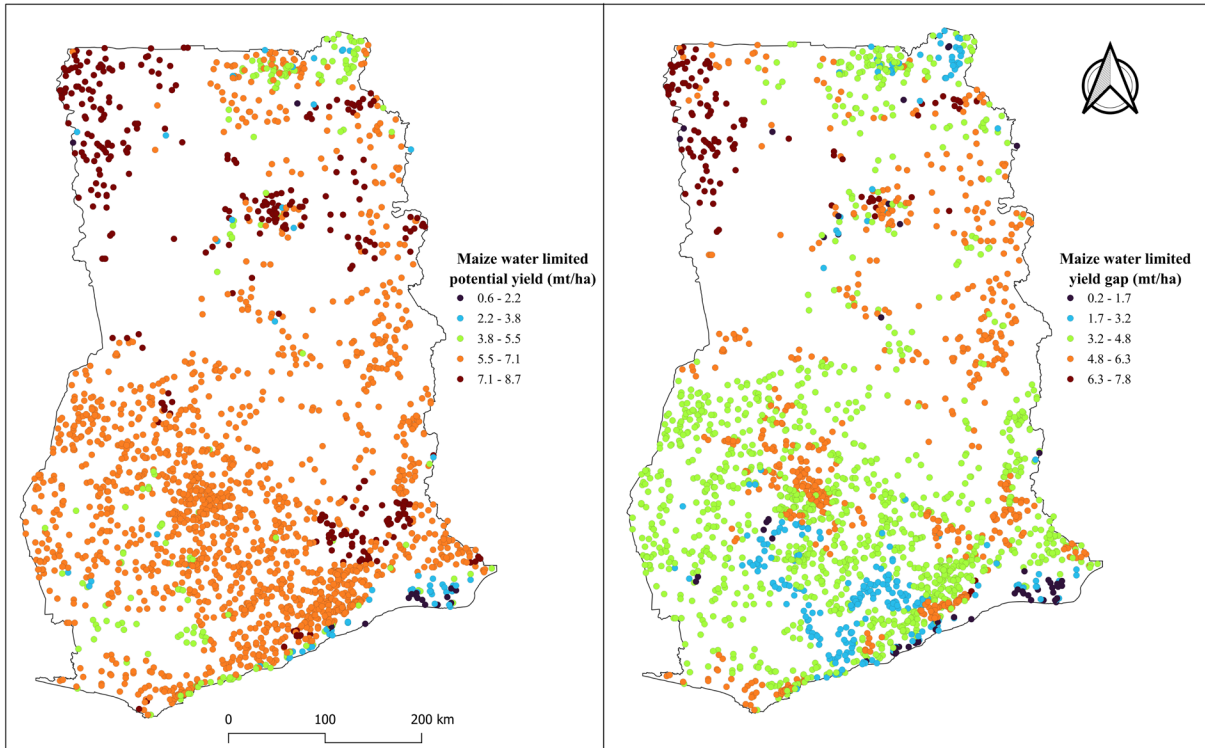 Maize water limited
potential yield (mt/ha)
0.6 - 2.2
2.2 - 3.8
3.8 - 5.5
5.5 - 7.1
7.1 - 8.7
0 100 200 km
Maize water limited
yield gap (mt/ha)
0.2 - 1.7
1.7 - 3.2
3.2 - 4.8
4.8 - 6.3
6.3 - 7.8